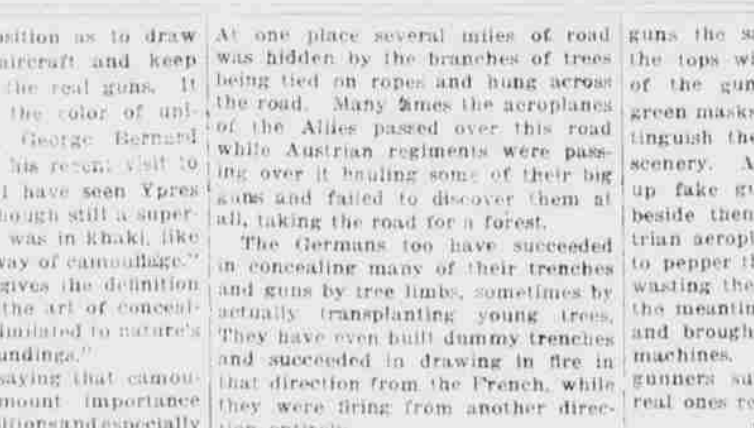 osition as to draw
aircraft and keep
the real guns. It
the color of uni-
George Bernard
his recent visit to
I have seen Ypres
hough still a super-
was in khaki, like
way of camouflage."
gives the definition
the art of conceal-
imilated to nature's
undings."
saying that camou-
mount importance
ditions and especially
At one place several miles of road
was hidden by the branches of trees
being tied on ropes and hung across
the road. Many times the aeroplanes
of the Allies passed over this road
while Austrian regiments were pass-
ing over it hauling some of their big
guns and failed to discover them at
all, taking the road for a forest.
The Germans too have succeeded
in concealing many of their trenches
and guns by tree limbs, sometimes by
actually transplanting young trees.
They have even built dummy trenches
and succeeded in drawing in fire in
that direction from the French, while
they were firing from another direc-
tion entirely
guns the s
the tops wi
of the gun
green mask
tinguish the
scenery. A
up fake g
beside then
trian aeropl
to pepper t
wasting the
the meantin
and brough
machines.
gunners su
real ones re